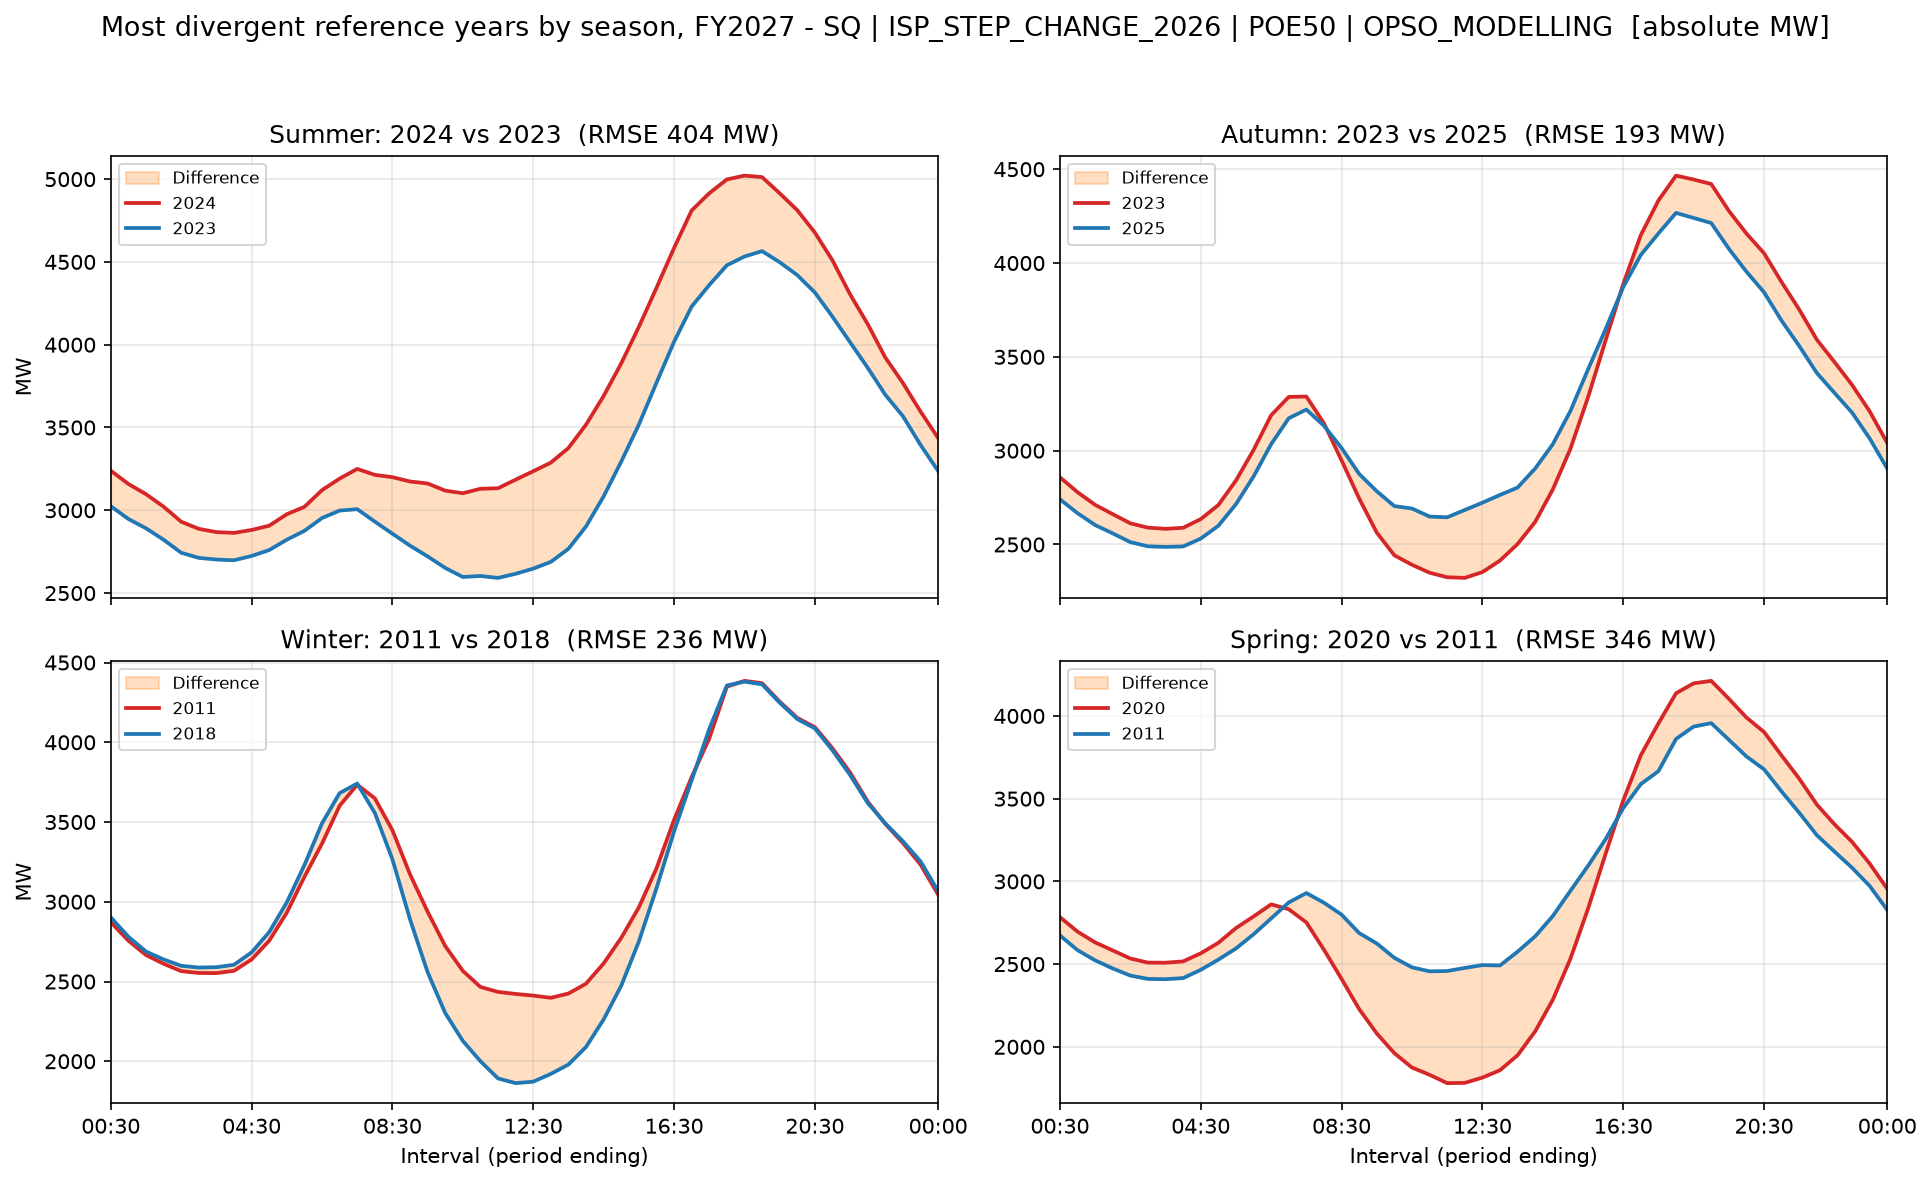 Most divergent reference years by season, FY2027 - SQ | ISP_STEP_CHANGE_2026 | POE50 | OPSO_MODELLING  [absolute MW]
Summer: 2024 vs 2023  (RMSE 404 MW)
Difference
2024
2023
5000
4500
4000
3500
3000
2500
MW
Autumn: 2023 vs 2025  (RMSE 193 MW)
Difference
2023
2025
4500
4000
3500
3000
2500
Winter: 2011 vs 2018  (RMSE 236 MW)
Difference
2011
2018
4500
4000
3500
3000
2500
2000
MW
00:30 04:30 08:30 12:30 16:30 20:30 00:00
Interval (period ending)
Spring: 2020 vs 2011  (RMSE 346 MW)
Difference
2020
2011
4000
3500
3000
2500
2000
00:30 04:30 08:30 12:30 16:30 20:30 00:00
Interval (period ending)